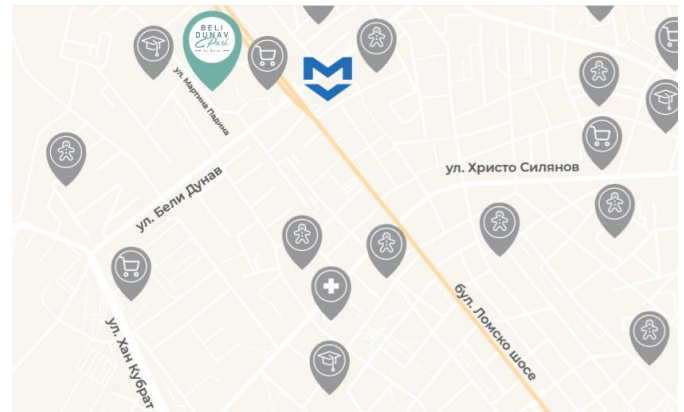 BELI
DUNAV
Park
ул. Мартина Падина
ул. Христо Силянов
ул. Бели Дунав
бул. Ломско шосе
ул. Хан Кубрат